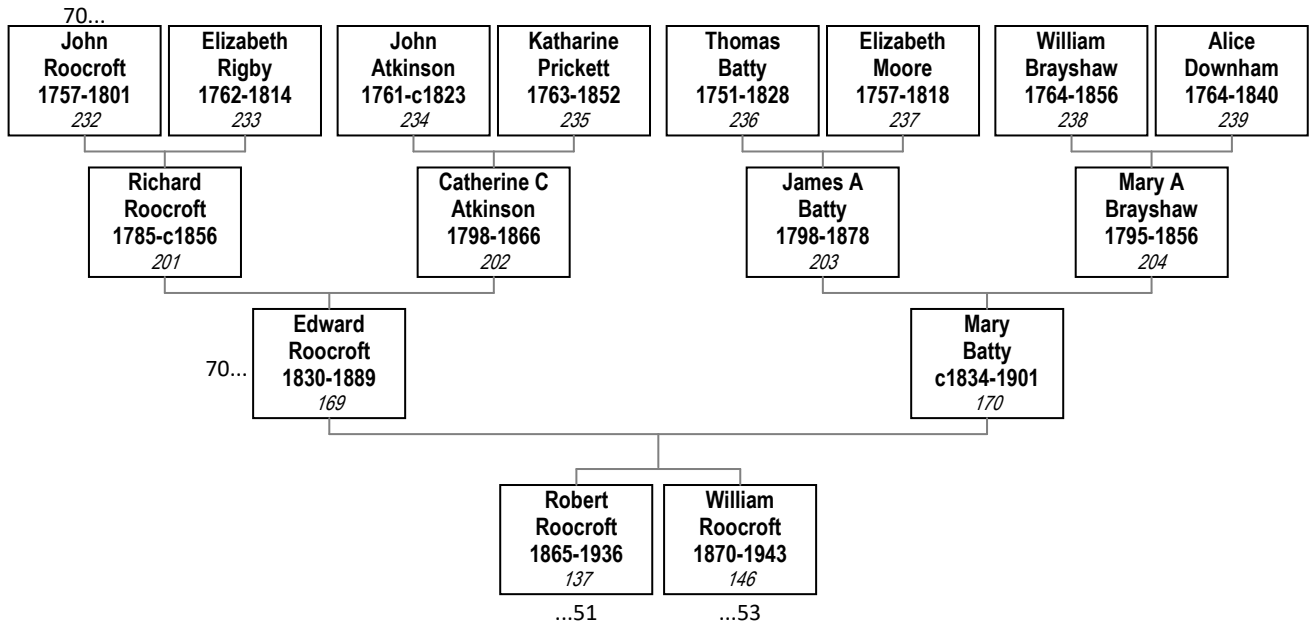 70...
John
Roocroft
1757-1801
232
Elizabeth
Rigby
1762-1814
233
John
Atkinson
1761-c1823
234
Katharine
Prickett
1763-1852
235
Thomas
Batty
1751-1828
236
Elizabeth
Moore
1757-1818
237
William
Brayshaw
1764-1856
238
Alice
Downham
1764-1840
239
Richard
Roocroft
1785-c1856
201
Catherine C
Atkinson
1798-1866
202
James A
Batty
1798-1878
203
Mary A
Brayshaw
1795-1856
204
70...
Edward
Roocroft
1830-1889
169
Mary
Batty
c1834-1901
170
Robert
Roocroft
1865-1936
137
William
Roocroft
1870-1943
146
...51
...53